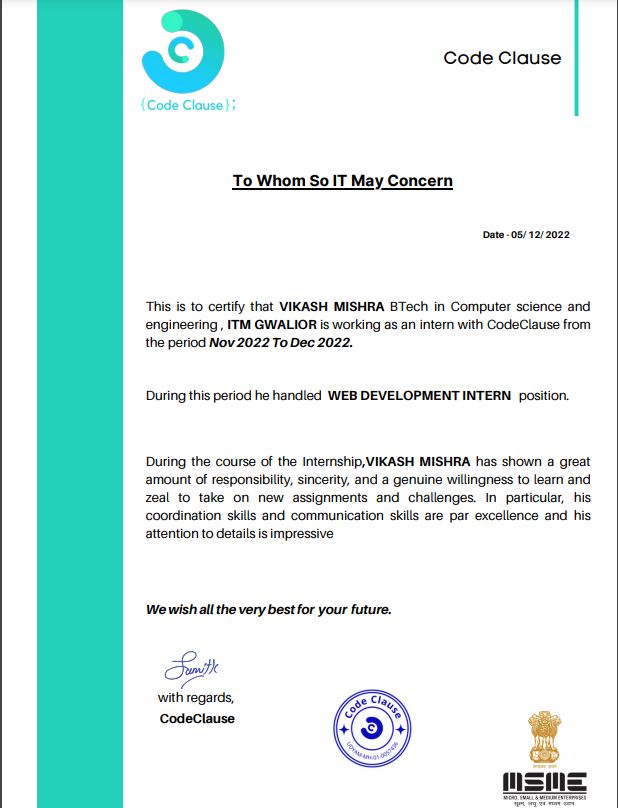 {Code Clause};
Code Clause
To Whom So IT May Concern
Date - 05/ 12/ 2022
This is to certify that VIKASH MISHRA BTech in Computer science and
engineering , ITM GWALIOR is working as an intern with CodeClause from
the period Nov 2022 To Dec 2022.
During this period he handled WEB DEVELOPMENT INTERN position.
During the course of the Internship,VIKASH MISHRA has shown a great
amount of responsibility, sincerity, and a genuine willingness to learn and
zeal to take on new assignments and challenges. In particular, his
coordination skills and communication skills are par excellence and his
attention to details is impressive
We wish all the very best for your future.
with regards,
CodeClause
Code Clause
MSME
MICRO, SMALL & MEDIUM ENTERPRISES
सूक्ष्म, लघु एवं मध्यम उद्यम